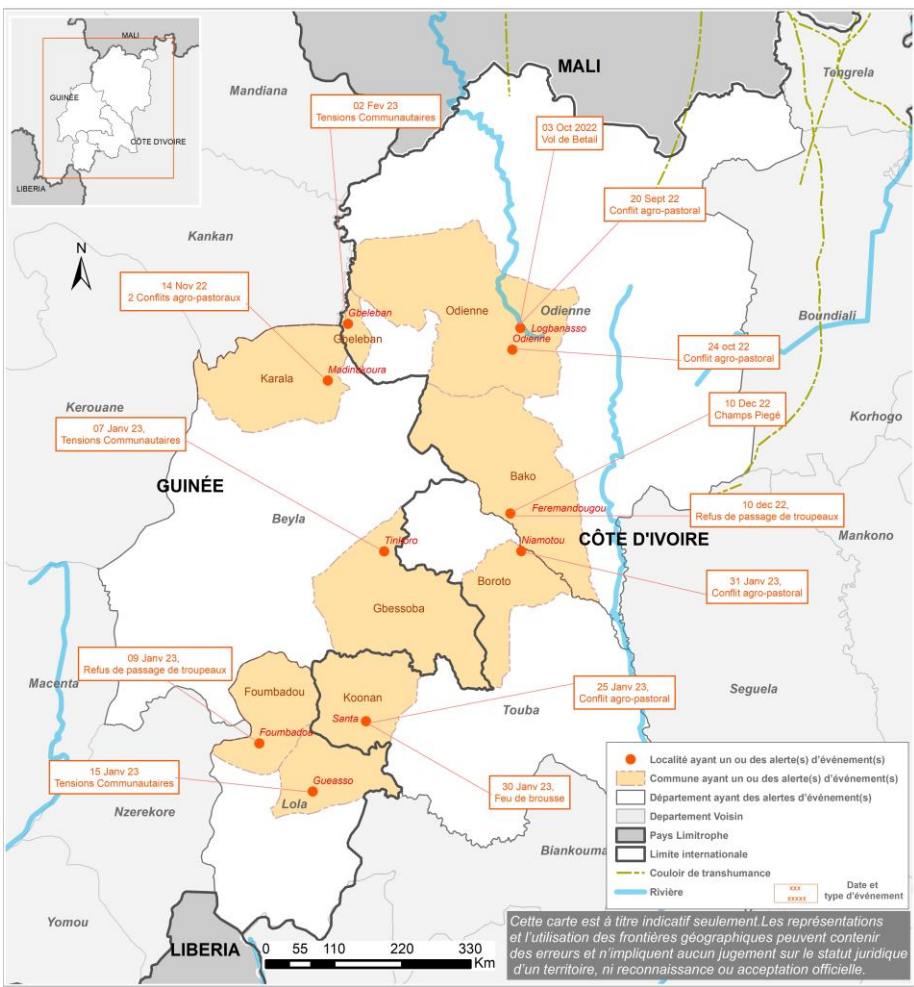 MALI
GUINÉE
CÔTE D'IVOIRE
LIBERIA
MALI
Tengrela
Mandiana
02 Fev 23
Tensions Communautaires
03 Oct 2022
Vol de Betail
20 Sept 22
Conflit agro-pastoral
Kankan
N
14 Nov 22
2 Conflits agro-pastoraux
Gbeleban
Gbeleban
Odienne
Odienne
Logbanasso
Odienne
Boundiali
24 oct 22
Conflit agro-pastoral
Karala
Madinakoura
Kerouane
10 Dec 22
Champs Piegé
Korhogo
07 Janv 23,
Tensions Communautaires
Bako
GUINÉE
Feremandougou
10 dec 22,
Refus de passage de troupeaux
Beyla
Tinkoro
Niamotou
CÔTE D'IVOIRE
Mankono
Boroto
31 Janv 23,
Conflit agro-pastoral
Gbessoba
09 Janv 23,
Refus de passage de troupeaux
Macenta
Foumbadou
Koonan
25 Janv 23,
Conflit agro-pastoral
Seguela
Touba
Santa
Foumbados
15 Janv 23
Tensions Communautaires
Gueasso
30 Janv 23,
Feu de brousse
Lola
Nzerekore
Biankouma
Yomou
LIBERIA
0 55 110 220 330
Km
Localité ayant un ou des alerte(s) d'événement(s)
Commune ayant un ou des alerte(s) d'événement(s)
Département ayant des alertes d'événement(s)
Departement Voisin
Pays Limitrophe
Limite internationale
Couloir de transhumance
Rivière
xxx
xxxxx
Date et
type d'événement
Cette carte est à titre indicatif seulement.Les représentations
et l'utilisation des frontières géographiques peuvent contenir
des erreurs et n'impliquent aucun jugement sur le statut juridique
d'un territoire, ni reconnaissance ou acceptation officielle.